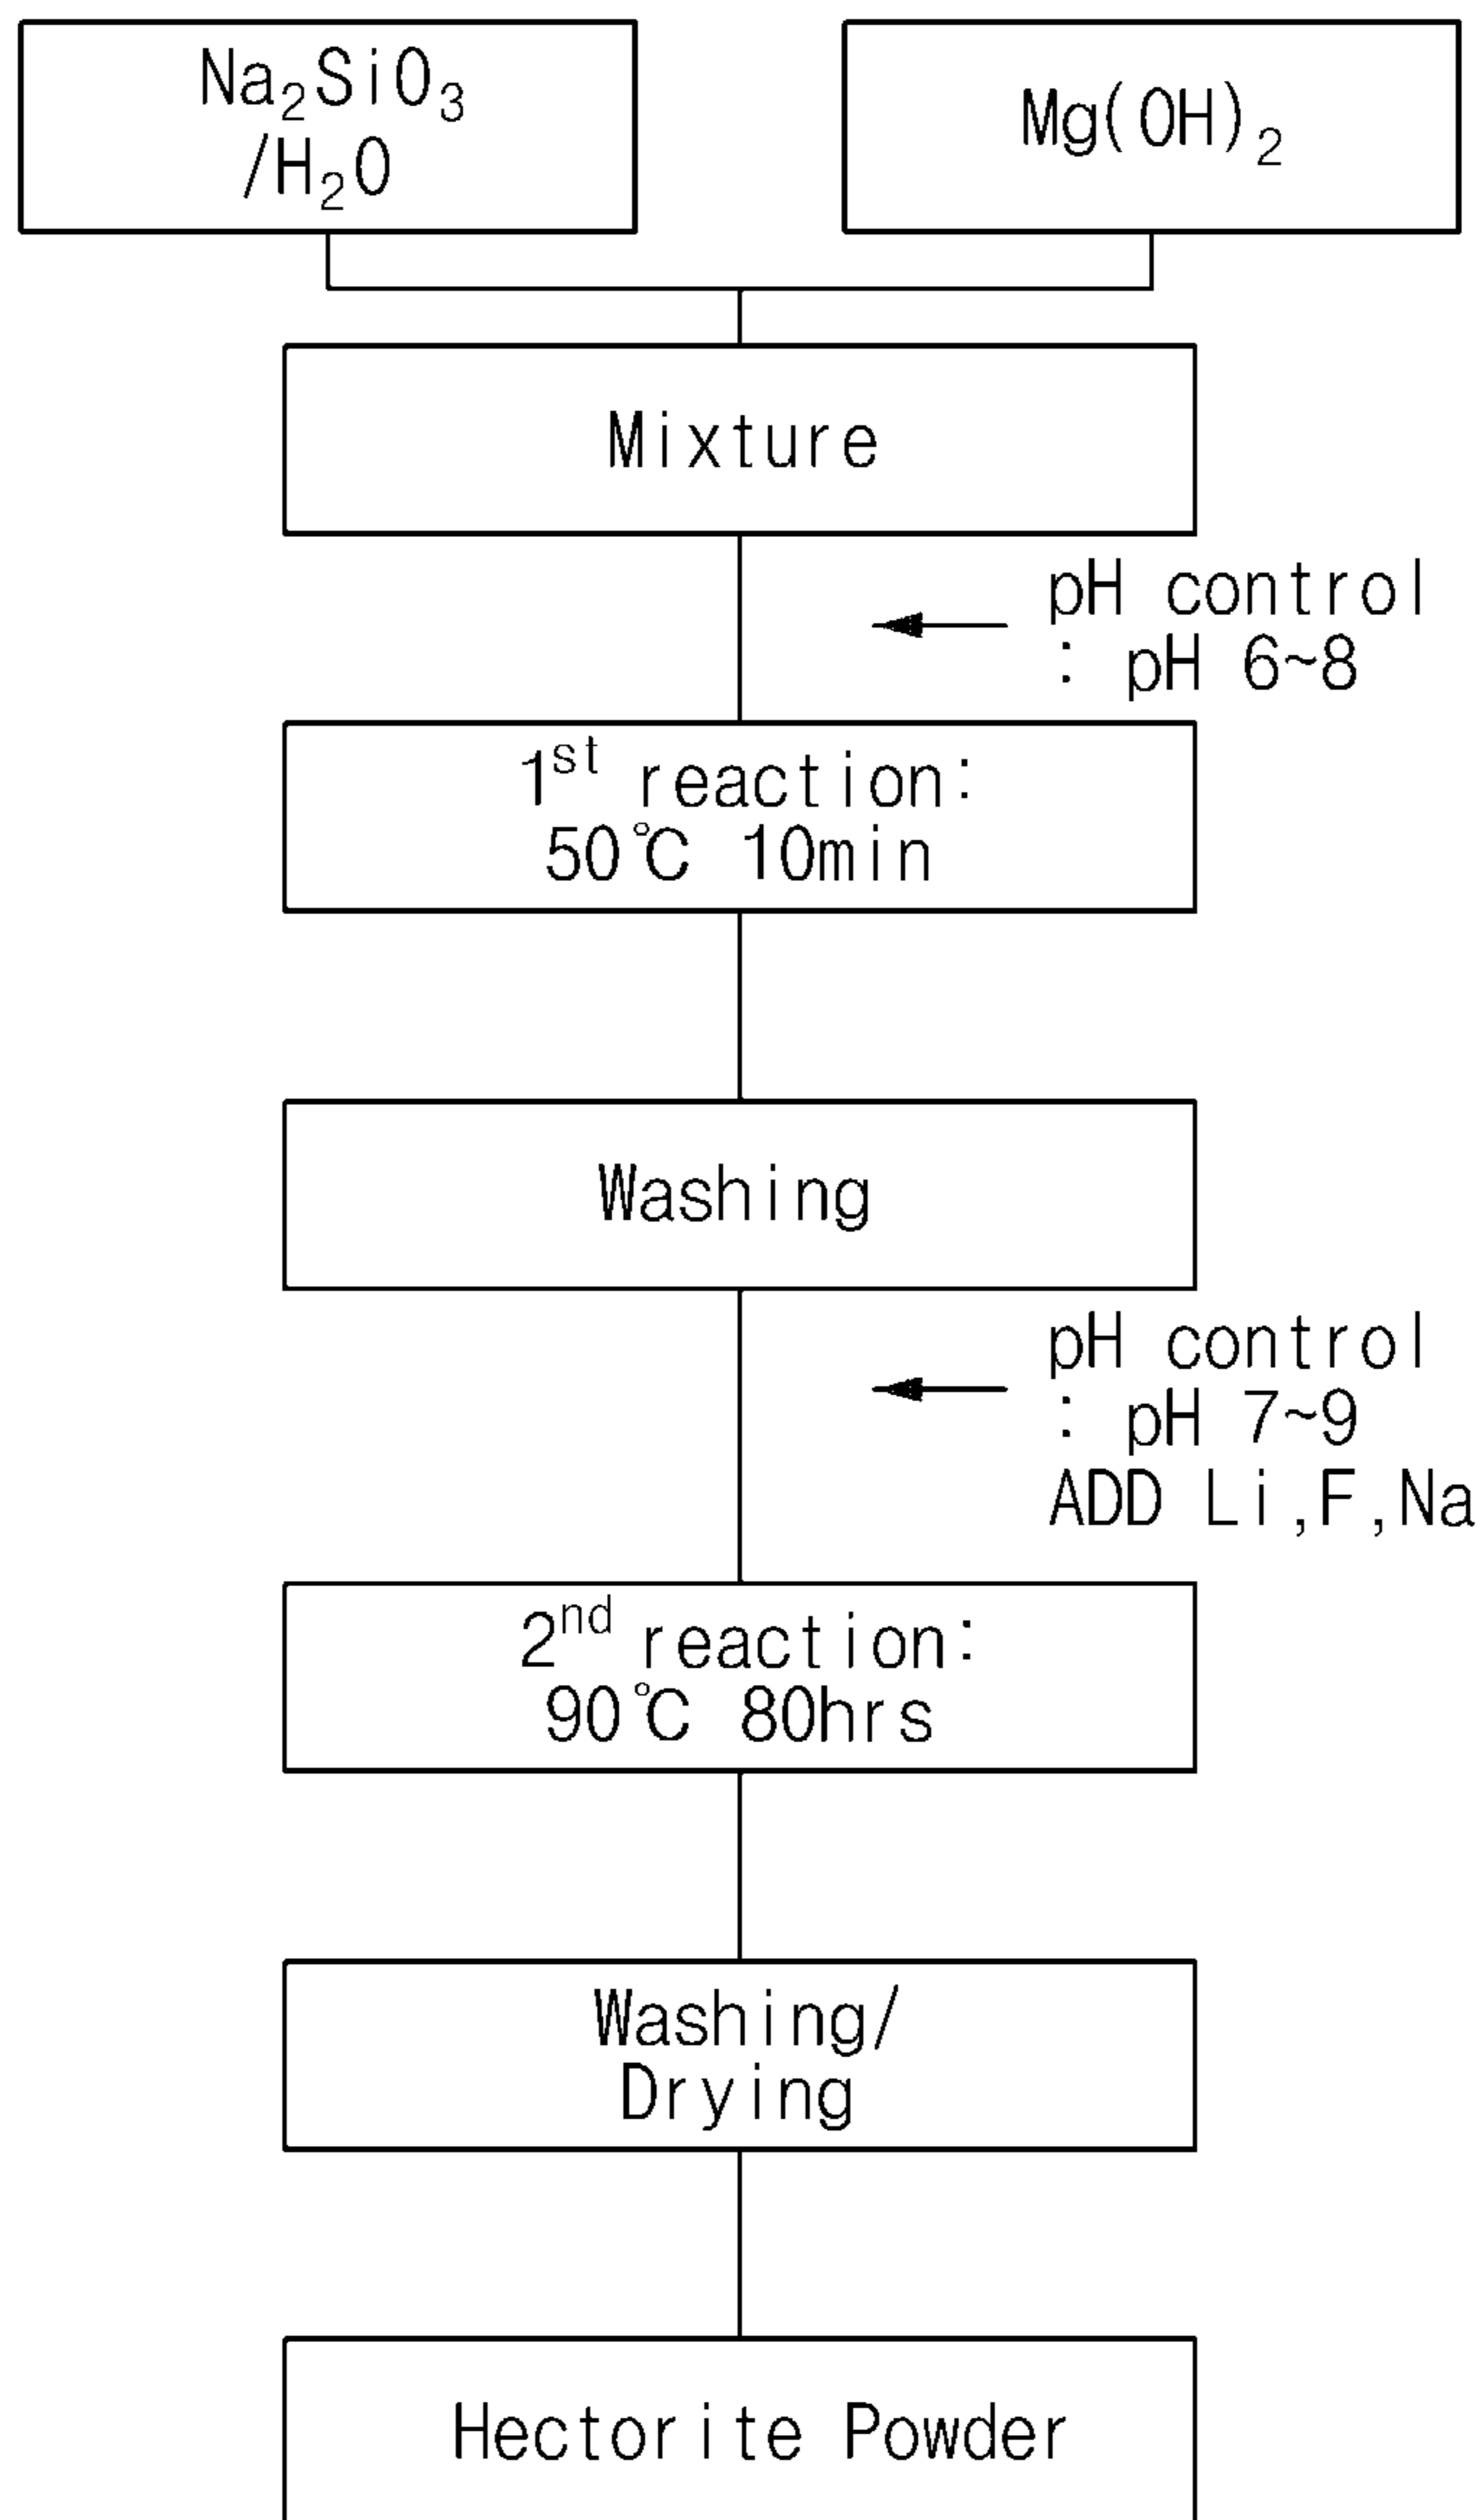 Na₂SiO₃
/H₂O
Mg(OH)₂
Mixture
pH control
: pH 6~8
1ˢᵗ reaction:
50℃ 10min
Washing
pH control
: pH 7~9
ADD Li,F,Na
2ⁿᵈ reaction:
90℃ 80hrs
Washing/
Drying
Hectorite Powder